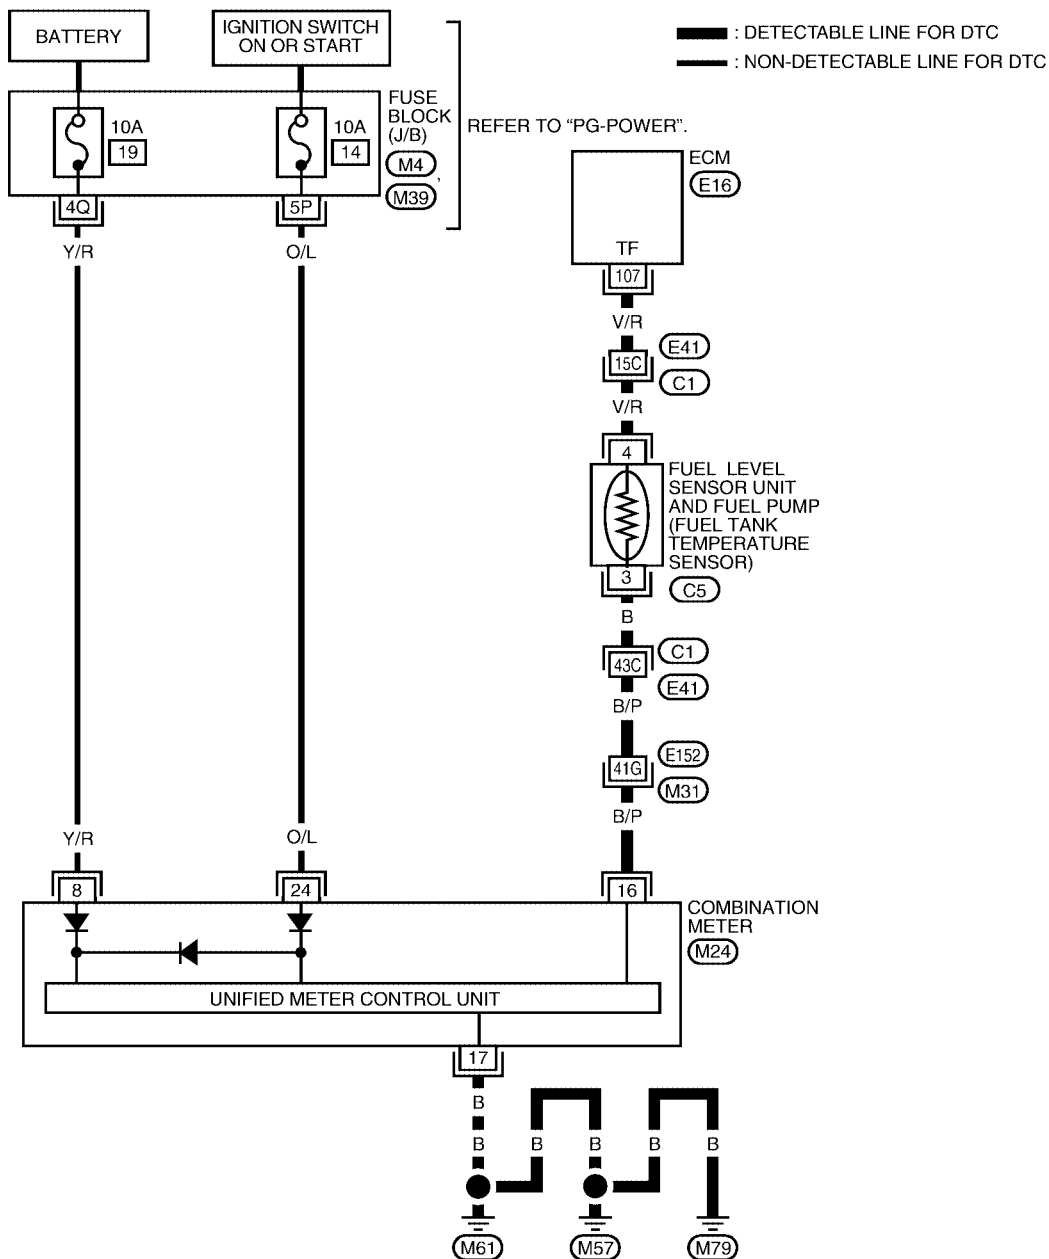 BATTERY
IGNITION SWITCH
ON OR START
: DETECTABLE LINE FOR DTC
: NON-DETECTABLE LINE FOR DTC
10A
19
10A
14
FUSE
BLOCK
(J/B)
M4
,
M39
REFER TO “PG-POWER”.
4Q
5P
Y/R
O/L
ECM
E16
TF
107
V/R
15C
E41
C1
V/R
4
FUEL LEVEL
SENSOR UNIT
AND FUEL PUMP
(FUEL TANK
TEMPERATURE
SENSOR)
3
C5
B
43C
C1
E41
B/P
41G
E152
M31
B/P
Y/R
O/L
8
24
16
COMBINATION
METER
M24
UNIFIED METER CONTROL UNIT
17
B
B
B
B
B
B
M61
M57
M79